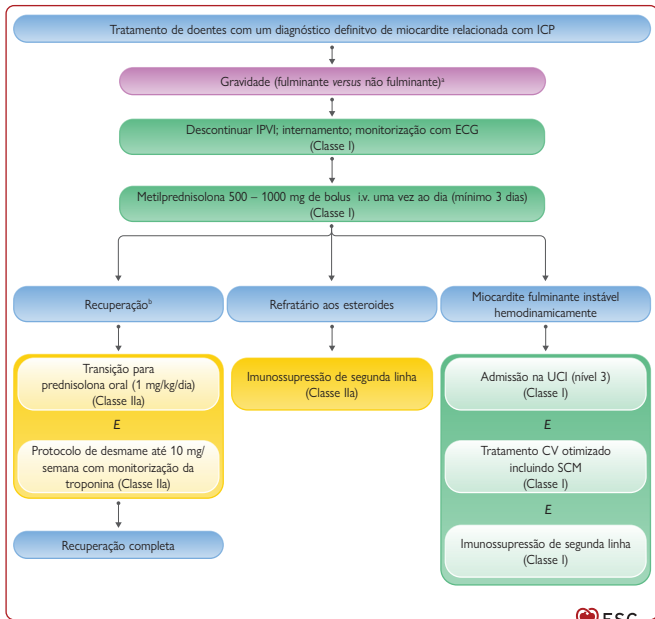 Tratamento de doentes com um diagnóstico definitvo de miocardite relacionada com ICP
Gravidade (fulminante versus não fulminante)ᵃ
Descontinuar IPVI; internamento; monitorização com ECG
(Classe I)
Metilprednisolona 500 – 1000 mg de bolus i.v. uma vez ao dia (mínimo 3 dias)
(Classe I)
Recuperaçãoᵇ
Refratário aos esteroides
Miocardite fulminante instável
hemodinamicamente
Transição para
prednisolona oral (1 mg/kg/dia)
(Classe IIa)
E
Protocolo de desmame até 10 mg/
semana com monitorização da
troponina (Classe IIa)
Recuperação completa
Imunossupressão de segunda linha
(Classe IIa)
Admissão na UCI (nível 3)
(Classe I)
E
Tratamento CV otimizado
incluindo SCM
(Classe I)
E
Imunossupressão de segunda linha
(Classe I)
ESC